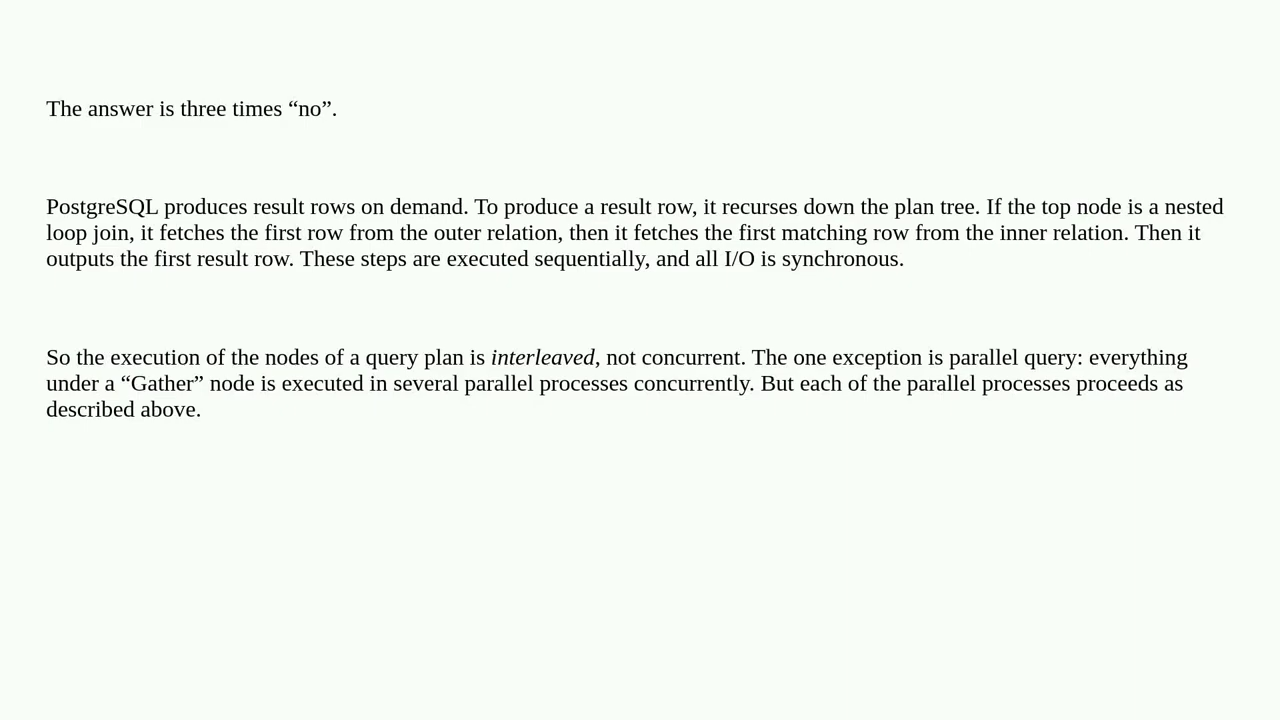 The answer is three times “no”.
PostgreSQL produces result rows on demand. To produce a result row, it recurses down the plan tree. If the top node is a nested
loop join, it fetches the first row from the outer relation, then it fetches the first matching row from the inner relation. Then it
outputs the first result row. These steps are executed sequentially, and all I/O is synchronous.
So the execution of the nodes of a query plan is interleaved, not concurrent. The one exception is parallel query: everything
under a “Gather” node is executed in several parallel processes concurrently. But each of the parallel processes proceeds as
described above.